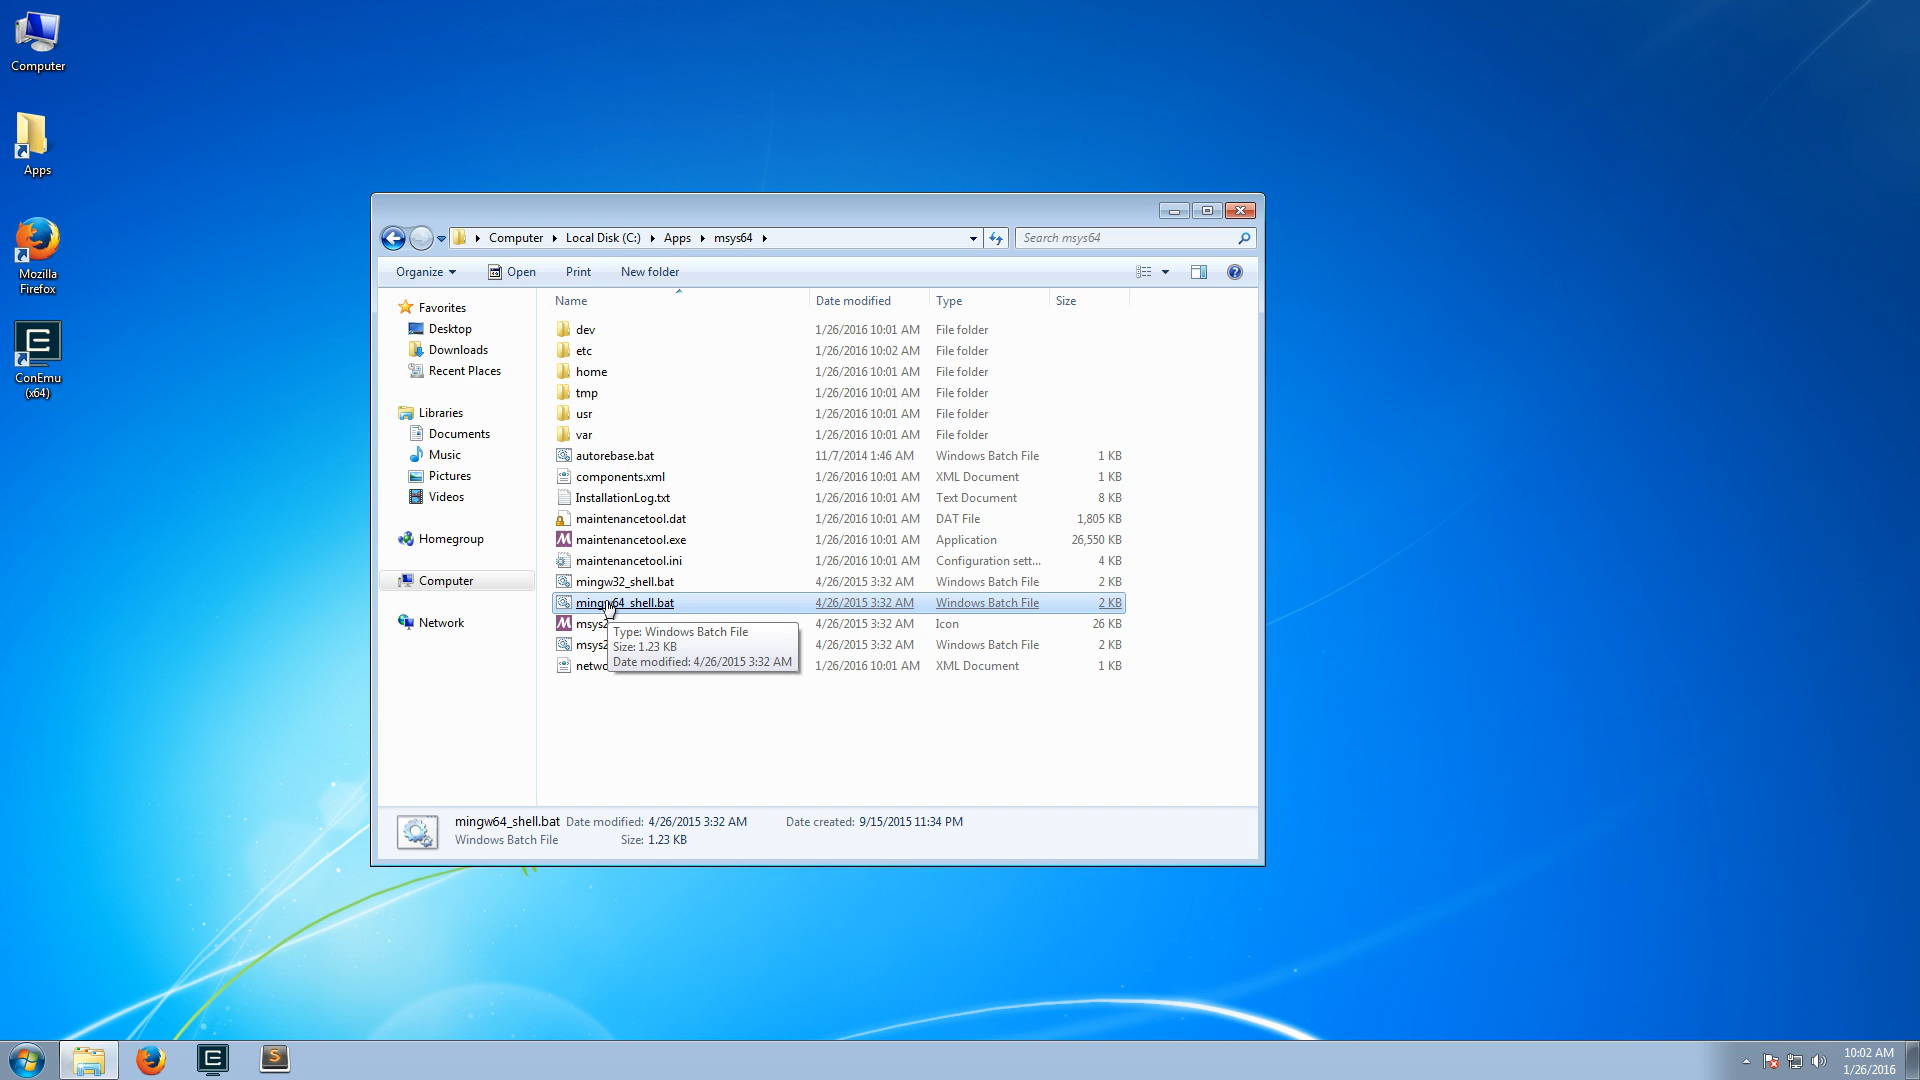 Computer
Apps
Mozilla
Firefox
ConEmu
(x64)
Computer Local Disk (C:) Apps msys64
Search msys64
Organize Open Print New folder
Favorites
Desktop
Downloads
Recent Places
Libraries
Documents
Music
Pictures
Videos
Homegroup
Computer
Network
Name Date modified Type Size
dev 1/26/2016 10:01 AM File folder
etc 1/26/2016 10:02 AM File folder
home 1/26/2016 10:01 AM File folder
tmp 1/26/2016 10:01 AM File folder
usr 1/26/2016 10:01 AM File folder
var 1/26/2016 10:01 AM File folder
autorebase.bat 11/7/2014 1:46 AM Windows Batch File 1 KB
components.xml 1/26/2016 10:01 AM XML Document 1 KB
InstallationLog.txt 1/26/2016 10:01 AM Text Document 8 KB
maintenancetool.dat 1/26/2016 10:01 AM DAT File 1,805 KB
maintenancetool.exe 1/26/2016 10:01 AM Application 26,550 KB
maintenancetool.ini 1/26/2016 10:01 AM Configuration sett... 4 KB
mingw32_shell.bat 4/26/2015 3:32 AM Windows Batch File 2 KB
mingw64_shell.bat 4/26/2015 3:32 AM Windows Batch File 2 KB
msys2 4/26/2015 3:32 AM Icon 26 KB
msys2 4/26/2015 3:32 AM Windows Batch File 2 KB
netwo 1/26/2016 10:01 AM XML Document 1 KB
Type: Windows Batch File
Size: 1.23 KB
Date modified: 4/26/2015 3:32 AM
mingw64_shell.bat Date modified: 4/26/2015 3:32 AM Date created: 9/15/2015 11:34 PM
Windows Batch File Size: 1.23 KB
10:02 AM
1/26/2016